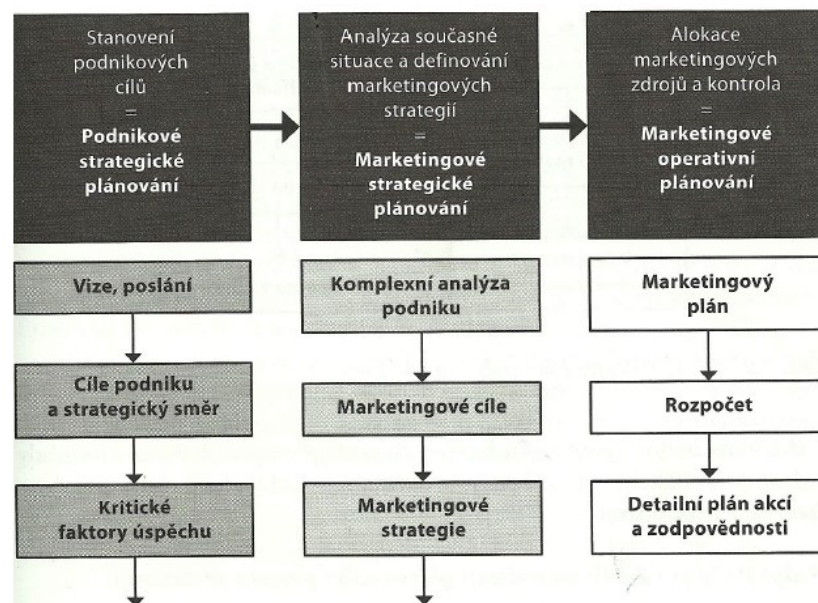 Stanovení
podnikových
cílů
=
Podnikové
strategické
plánování
Analýza současné
situace a definování
marketingových
strategií
=
Marketingové
strategické
plánování
Alokace
marketingových
zdrojů a kontrola
=
Marketingové
operativní
plánování
Vize, poslání
Cíle podniku
a strategický směr
Kritické
faktory úspěchu
Komplexní analýza
podniku
Marketingové cíle
Marketingové
strategie
Marketingový
plán
Rozpočet
Detailní plán akcí
a zodpovědnosti